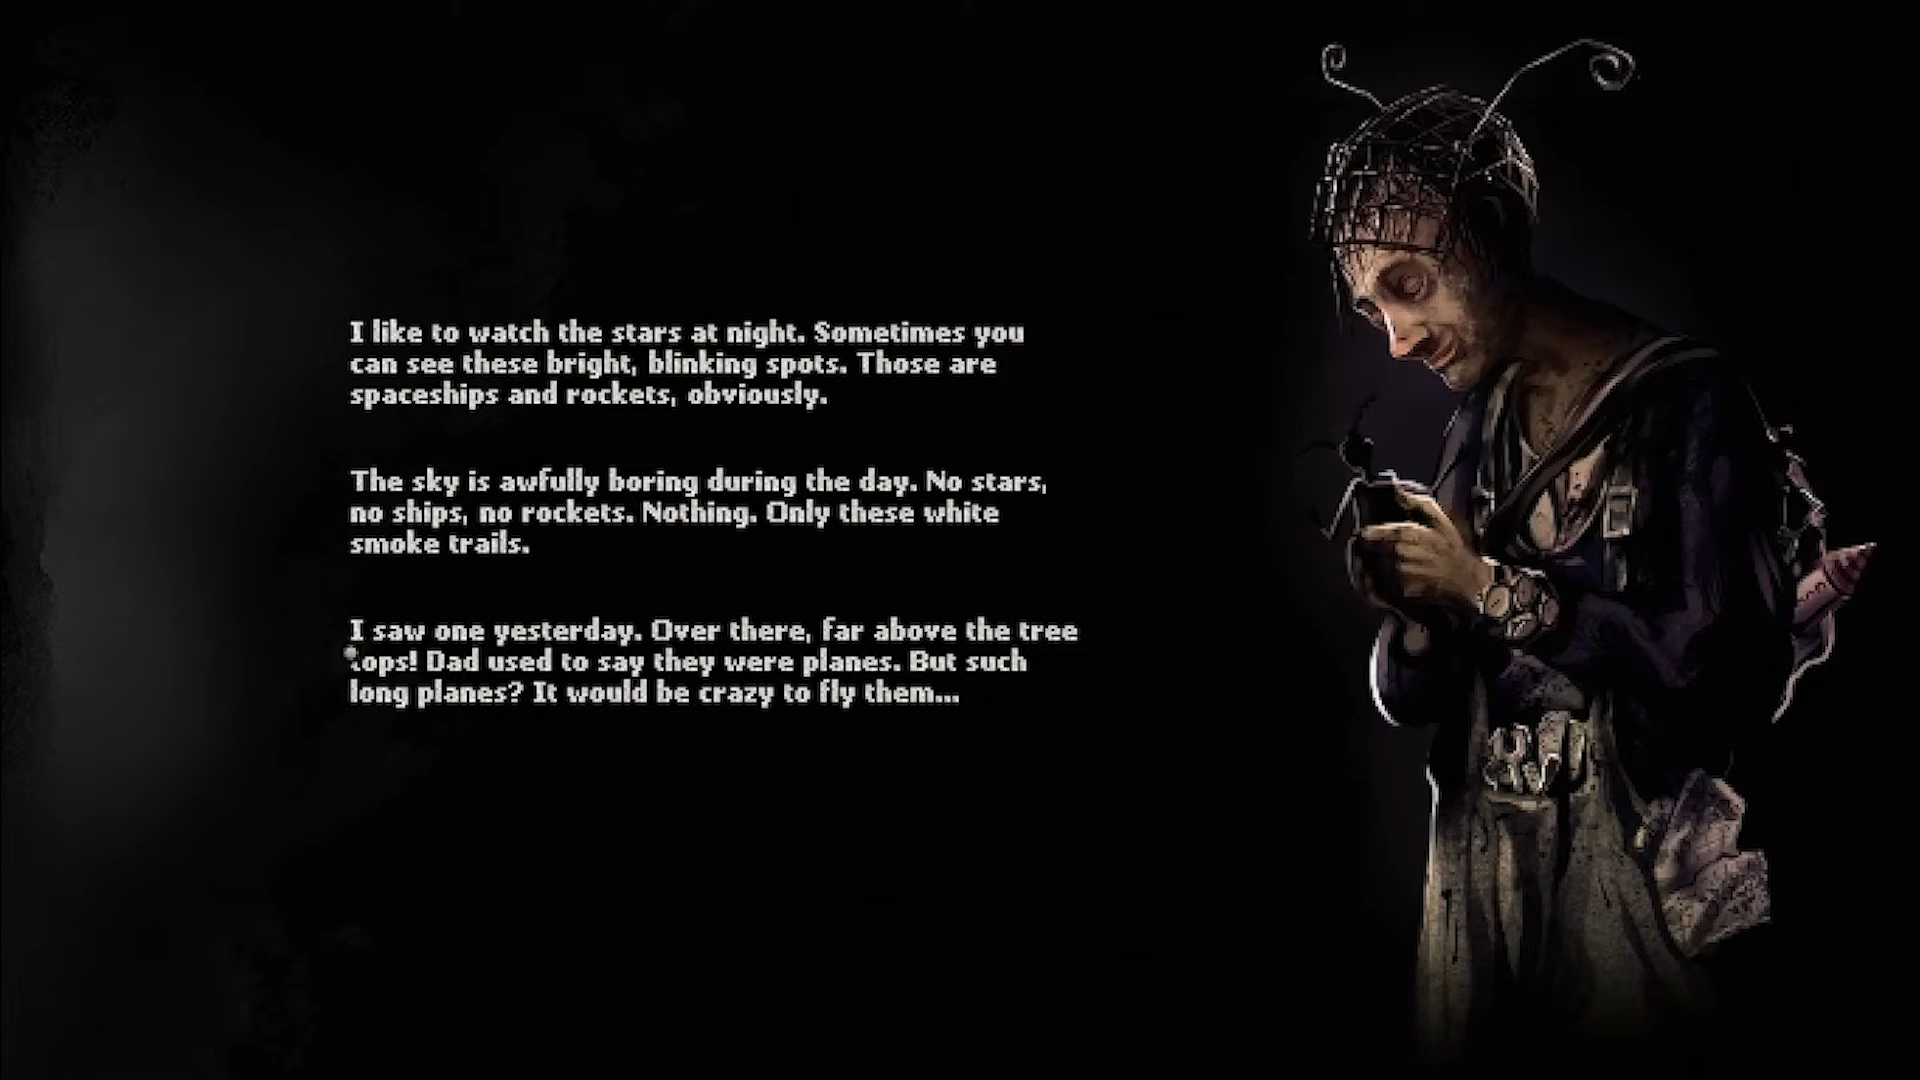 I like to watch the stars at night. Sometimes you
can see these bright, blinking spots. Those are
spaceships and rockets, obviously.
The sky is awfully boring during the day. No stars,
no ships, no rockets. Nothing. Only these white
smoke trails.
I saw one yesterday. Over there, far above the tree
tops! Dad used to say they were planes. But such
long planes? It would be crazy to fly them...